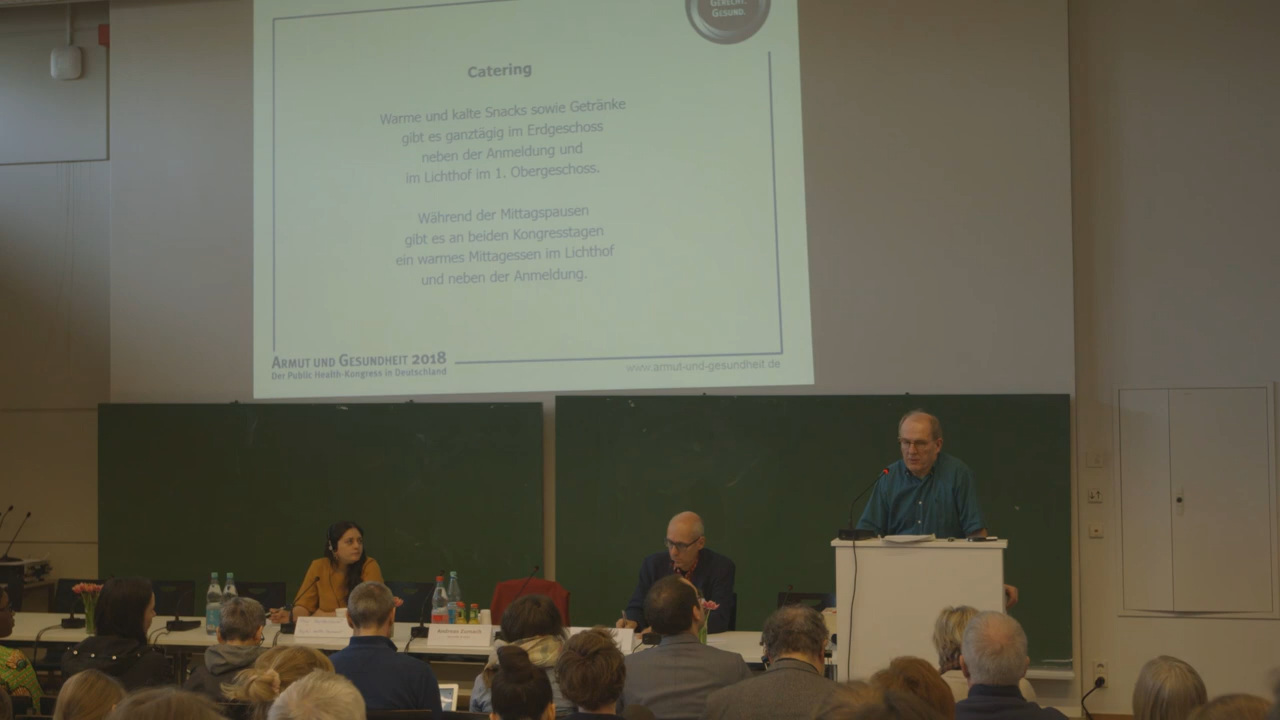 GERECHT.
GESUND.
Catering
Warme und kalte Snacks sowie Getränke
gibt es ganztägig im Erdgeschoss
neben der Anmeldung und
im Lichthof im 1. Obergeschoss.
Während der Mittagspausen
gibt es an beiden Kongresstagen
ein warmes Mittagessen im Lichthof
und neben der Anmeldung.
ARMUT UND GESUNDHEIT 2018
Der Public Health-Kongress in Deutschland
www.armut-und-gesundheit.de